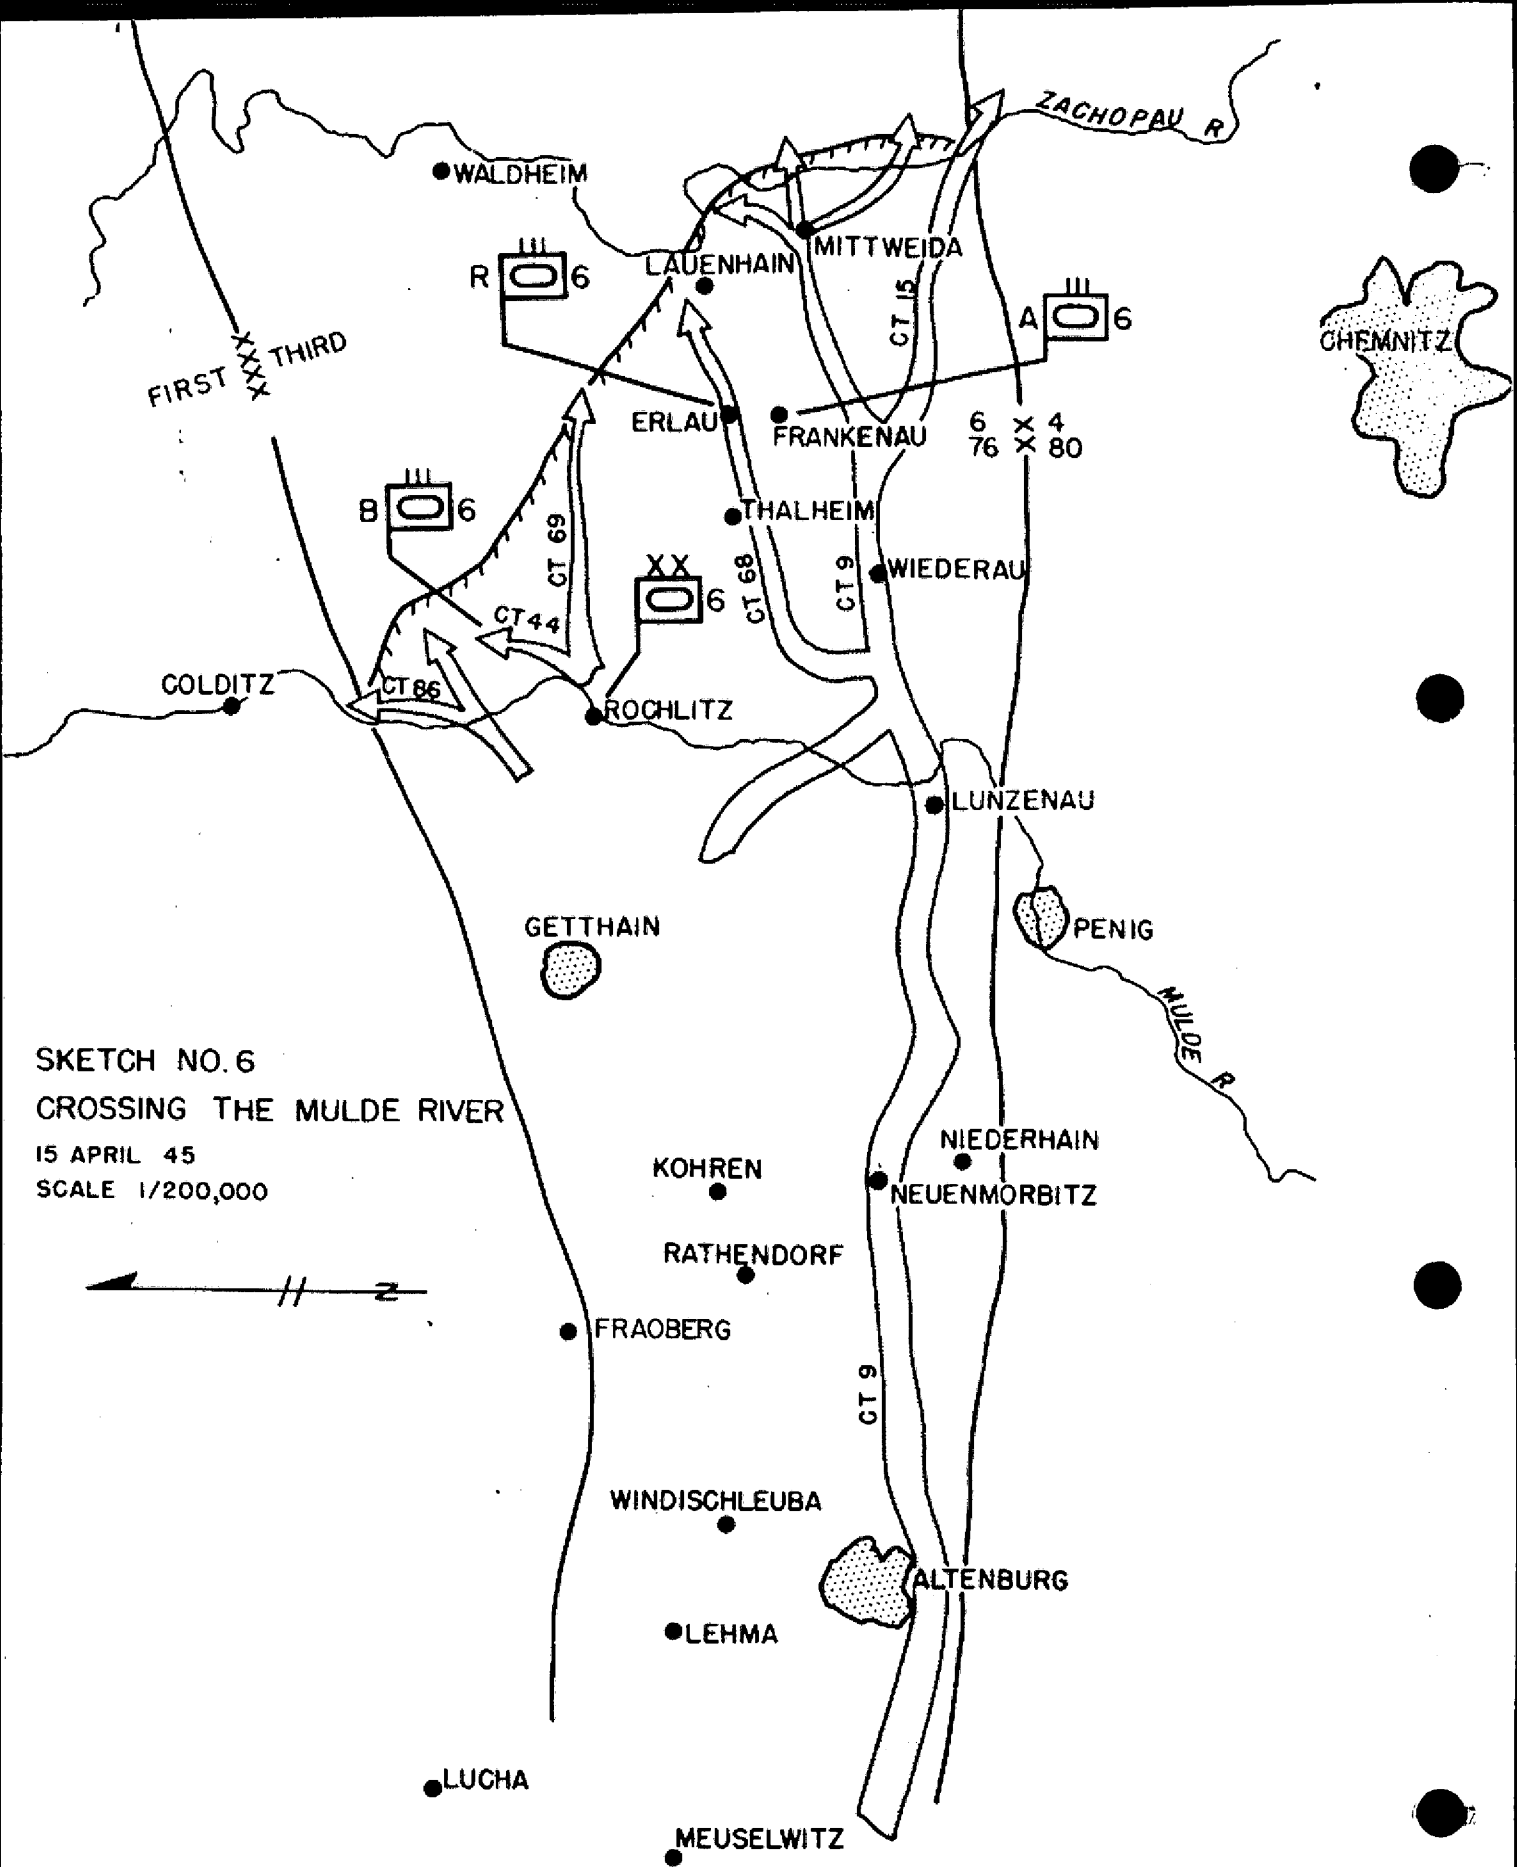 ZACHOPAU R
WALDHEIM
MITTWEIDA
LAUENHAIN
R 6
CT 15
A 6
CHEMNITZ
FIRST XXXX THIRD
ERLAU
FRANKENAU
6 XX 4
76 XX 80
B 6
THALHEIM
CT 69
XX
6
CT 68
CT 9
WIEDERAU
CT 44
COLDITZ
CT 86
ROCHLITZ
LUNZENAU
GETTHAIN
PENIG
MULDE R
SKETCH NO. 6
CROSSING THE MULDE RIVER
15 APRIL 45
SCALE 1/200,000
NIEDERHAIN
KOHREN
NEUENMORBITZ
RATHENDORF
N
FRAOBERG
CT 9
WINDISCHLEUBA
ALTENBURG
LEHMA
LUCHA
MEUSELWITZ